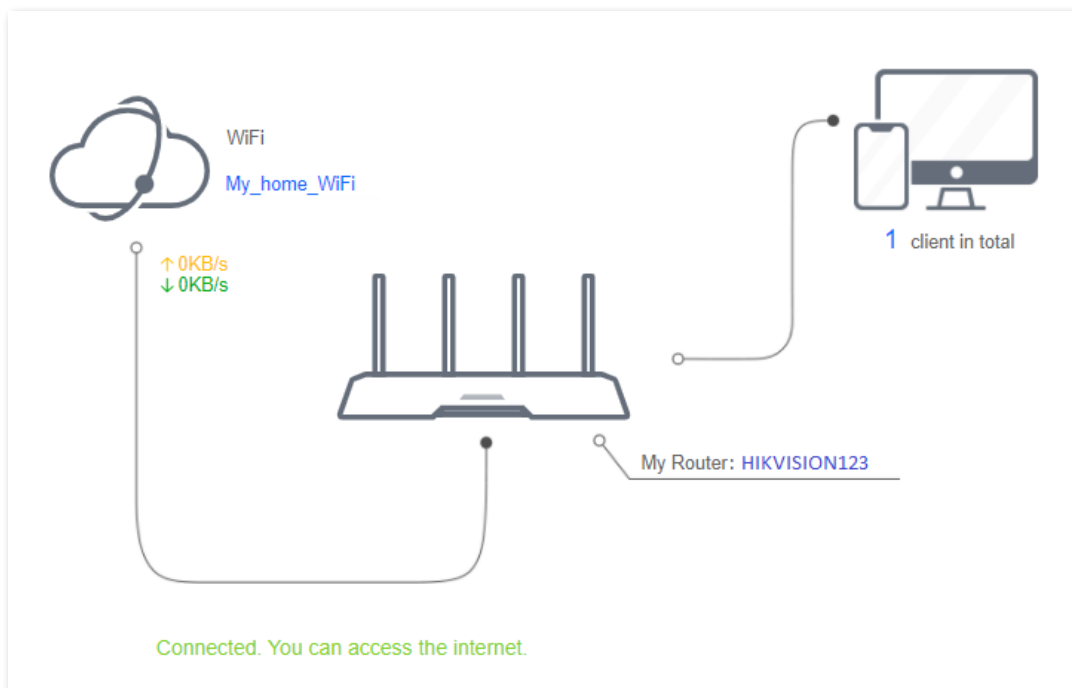 WiFi
My_home_WiFi
↑ 0KB/s
↓ 0KB/s
1 client in total
My Router: HIKVISION123
Connected. You can access the internet.